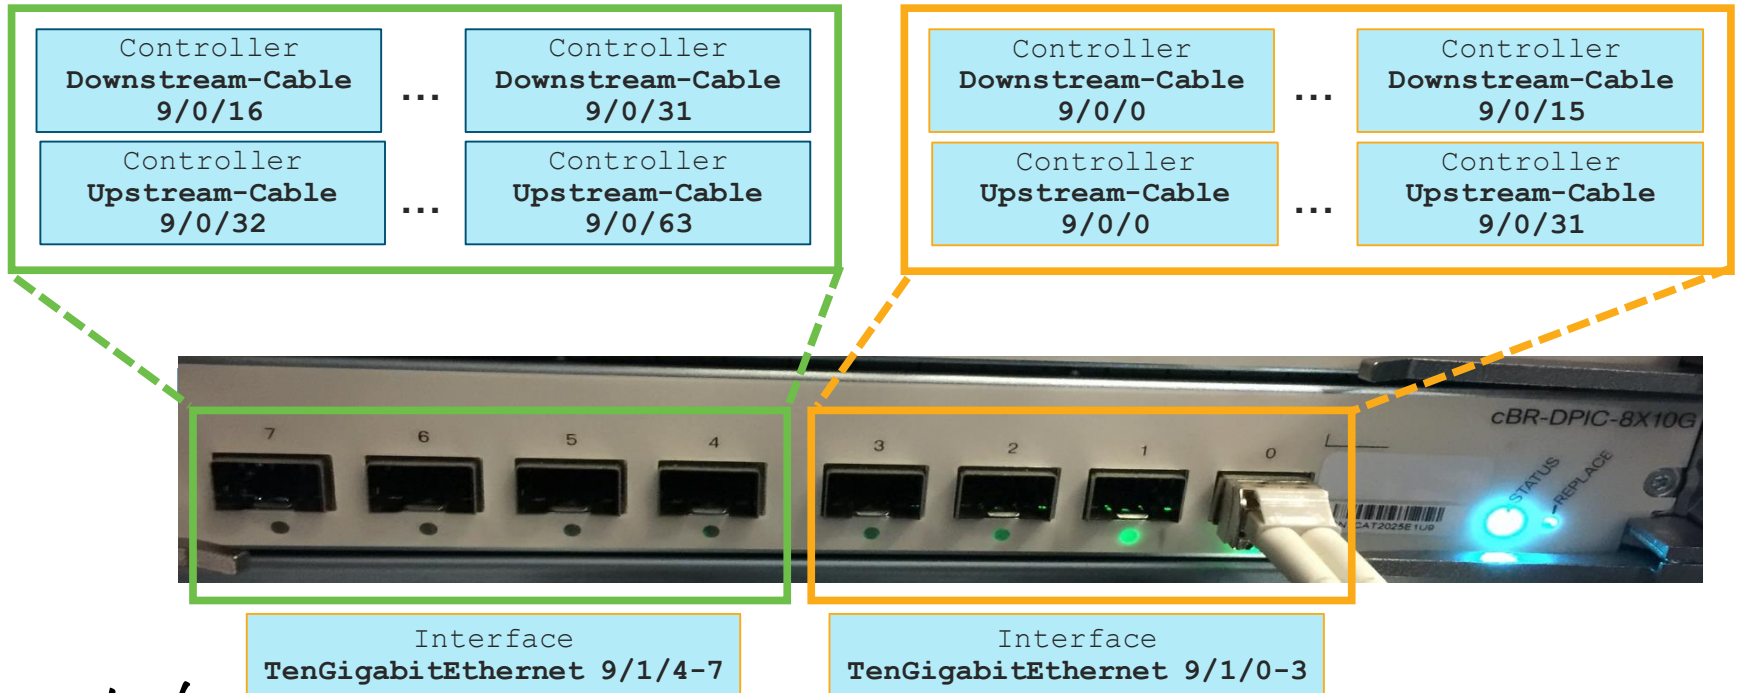 Controller
Downstream-Cable
9/0/16
...
Controller
Downstream-Cable
9/0/31
Controller
Upstream-Cable
9/0/32
...
Controller
Upstream-Cable
9/0/63
Controller
Downstream-Cable
9/0/0
...
Controller
Downstream-Cable
9/0/15
Controller
Upstream-Cable
9/0/0
...
Controller
Upstream-Cable
9/0/31
cBR-DPIC-8X10G
7 6 5 4 3 2 1 0
STATUS
REPLACE
CAT2025E1U9
Interface
TenGigabitEthernet 9/1/4-7
Interface
TenGigabitEthernet 9/1/0-3